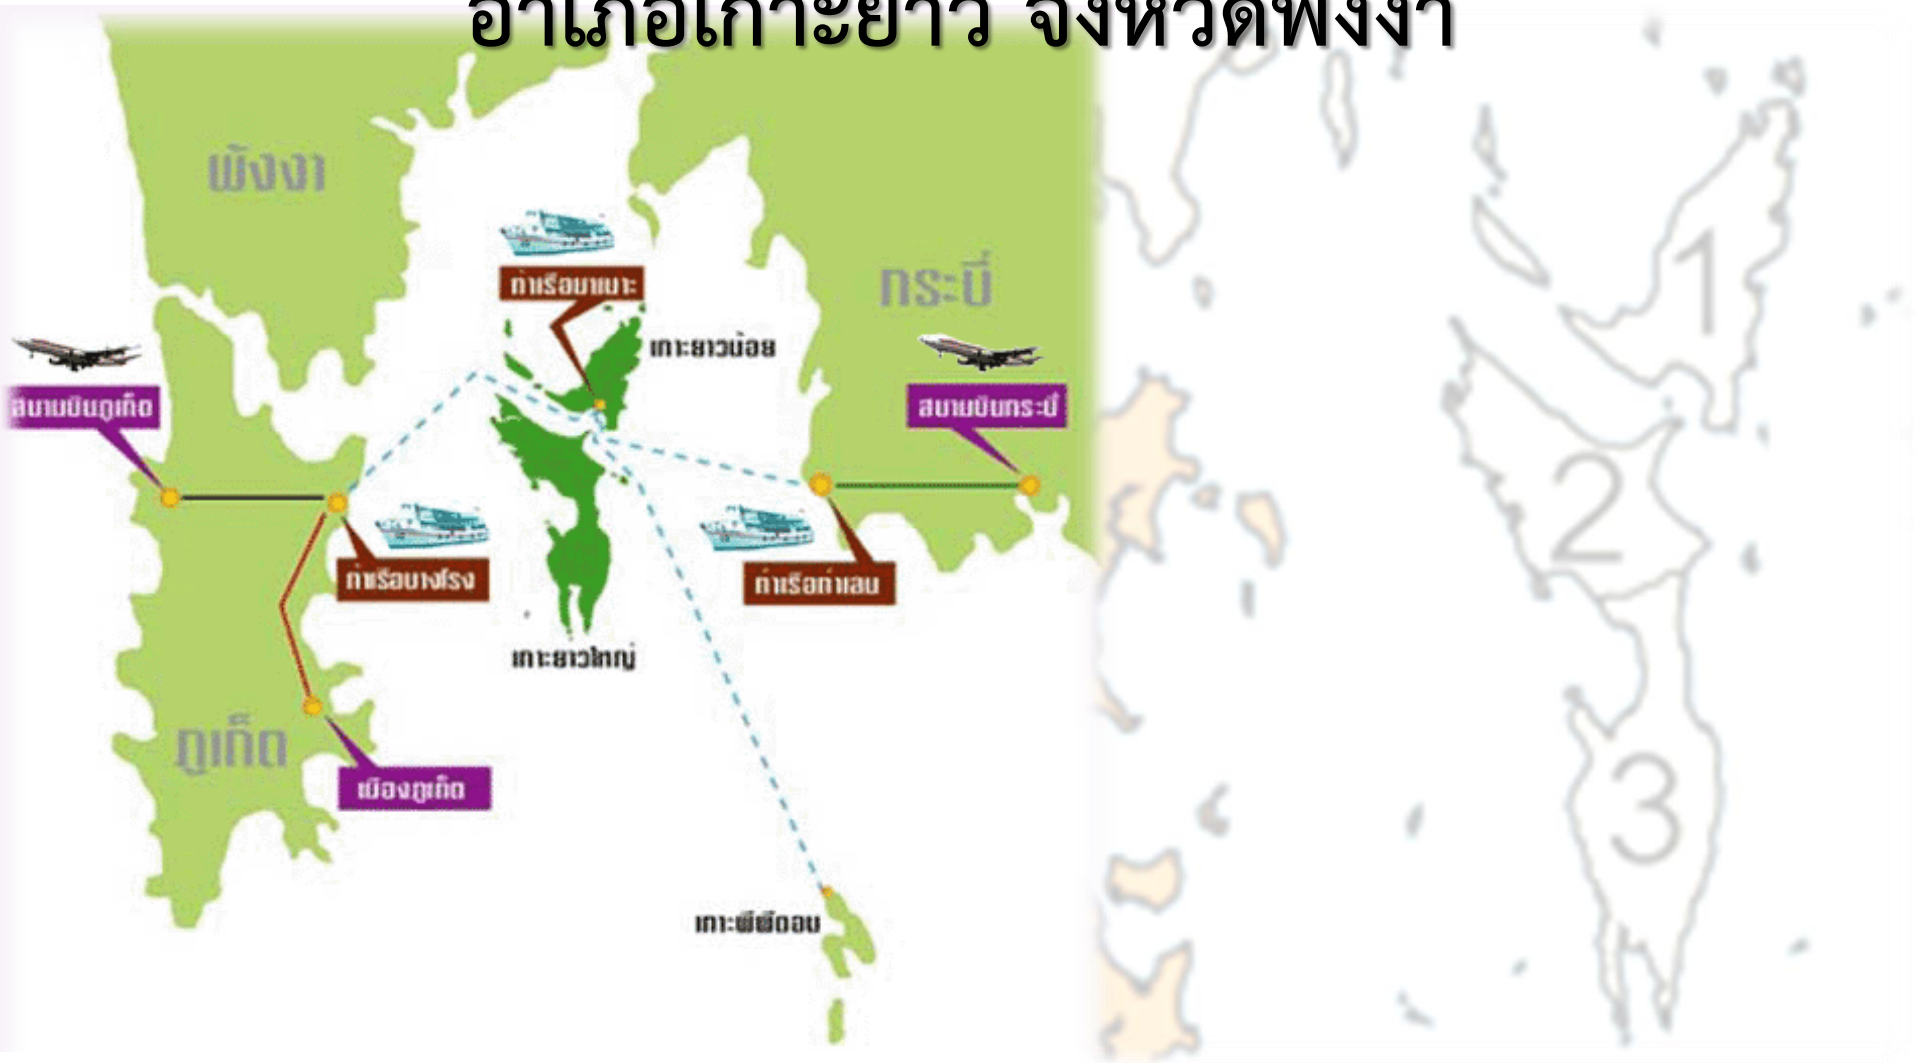 อำเภอเกาะยาว จังหวัดพังงา
พังงา
ท่าเรือมาเนาะ
กระบี่
เกาะยาวน้อย
สนามบินภูเก็ต
สนามบินกระบี่
ท่าเรือบางโรง
ท่าเรือท่าเลน
เกาะยาวใหญ่
ภูเก็ต
เมืองภูเก็ต
เกาะพีพีดอน
1
2
3